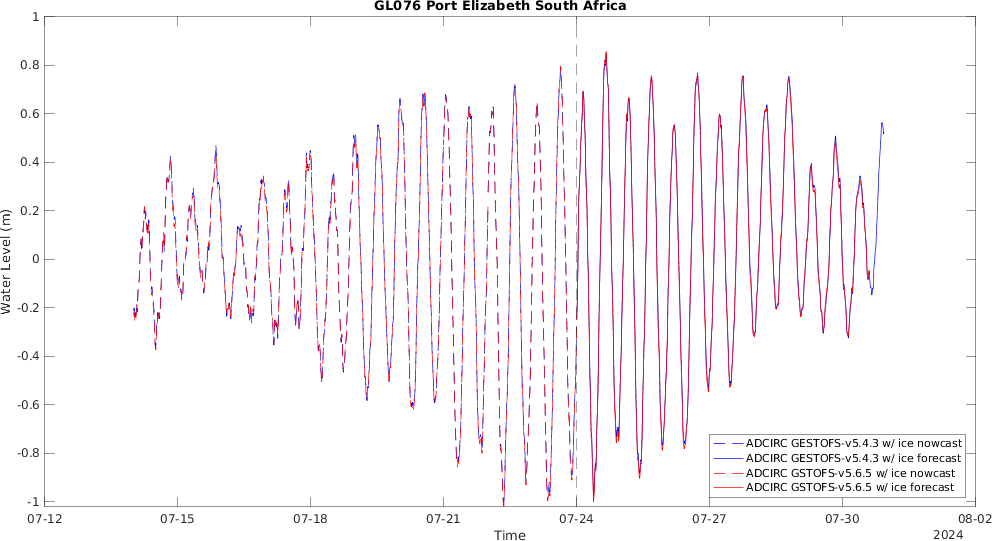 GL076 Port Elizabeth South Africa
1
0.8
0.6
0.4
0.2
0
-0.2
-0.4
-0.6
-0.8
-1
Water Level (m)
07-12
07-15
07-18
07-21
07-24
07-27
07-30
08-02
Time
2024
ADCIRC GESTOFS-v5.4.3 w/ ice nowcast
ADCIRC GESTOFS-v5.4.3 w/ ice forecast
ADCIRC GSTOFS-v5.6.5 w/ ice nowcast
ADCIRC GSTOFS-v5.6.5 w/ ice forecast